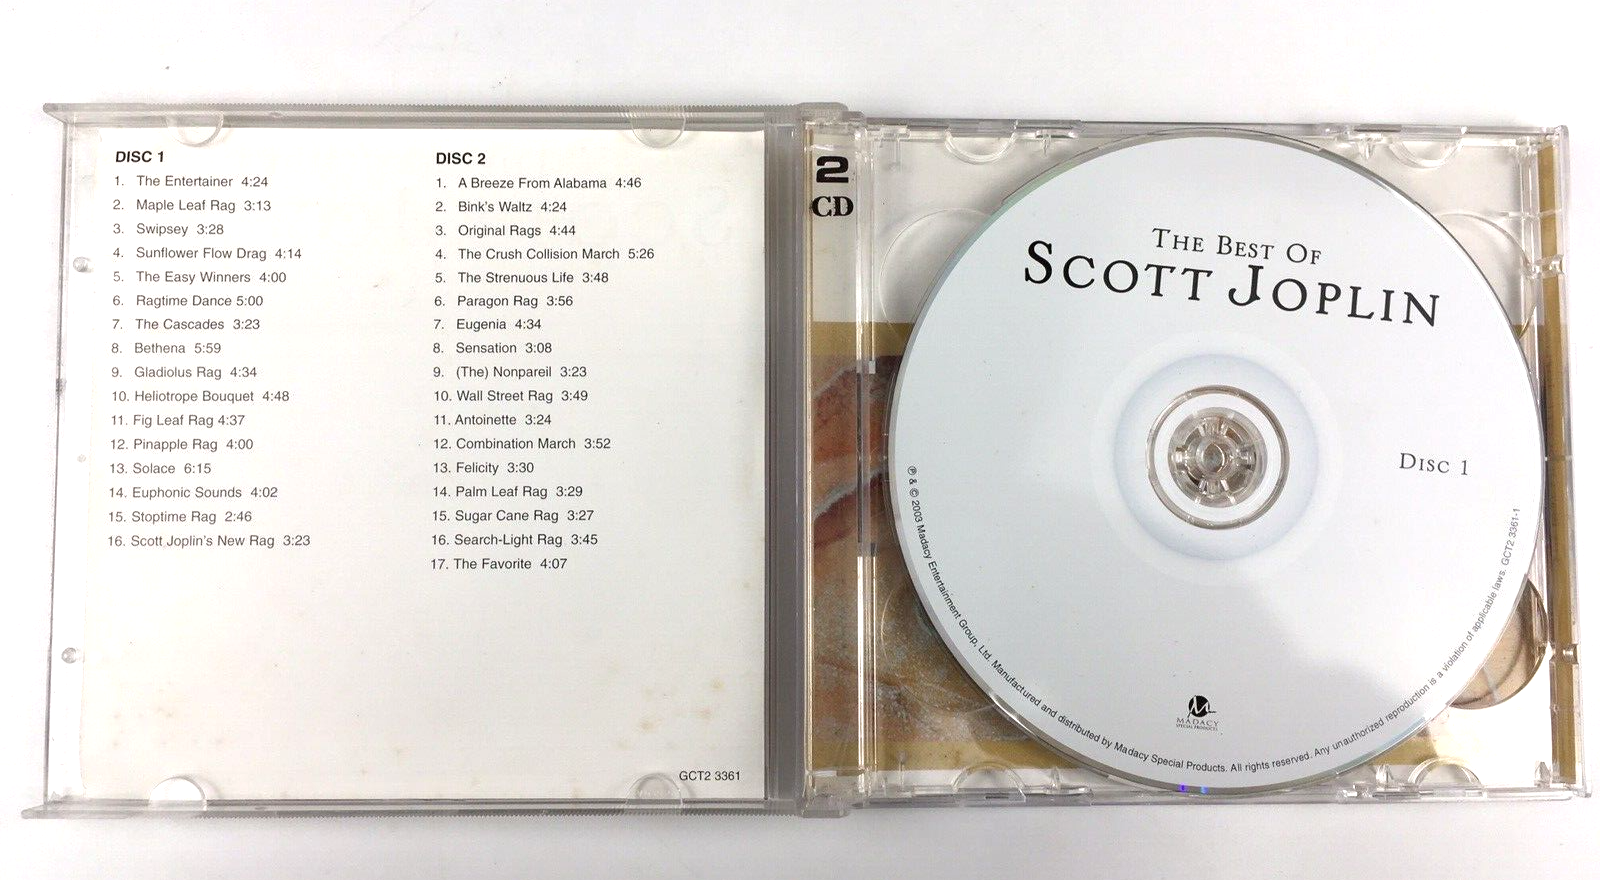 DISC 1
1. The Entertainer 4:24
2. Maple Leaf Rag 3:13
3. Swipsey 3:28
4. Sunflower Flow Drag 4:14
5. The Easy Winners 4:00
6. Ragtime Dance 5:00
7. The Cascades 3:23
8. Bethena 5:59
9. Gladiolus Rag 4:34
10. Heliotrope Bouquet 4:48
11. Fig Leaf Rag 4:37
12. Pinapple Rag 4:00
13. Solace 6:15
14. Euphonic Sounds 4:02
15. Stoptime Rag 2:46
16. Scott Joplin's New Rag 3:23
DISC 2
1. A Breeze From Alabama 4:46
2. Bink's Waltz 4:24
3. Original Rags 4:44
4. The Crush Collision March 5:26
5. The Strenuous Life 3:48
6. Paragon Rag 3:56
7. Eugenia 4:34
8. Sensation 3:08
9. (The) Nonpareil 3:23
10. Wall Street Rag 3:49
11. Antoinette 3:24
12. Combination March 3:52
13. Felicity 3:30
14. Palm Leaf Rag 3:29
15. Sugar Cane Rag 3:27
16. Search-Light Rag 3:45
17. The Favorite 4:07
GCT2 3361
2
CD
THE BEST OF
SCOTT JOPLIN
DISC 1
MADACY
SPECIAL PRODUCTS
℗ & © 2003 Madacy Entertainment Group, Ltd. Manufactured and distributed by Madacy Special Products. All rights reserved. Any unauthorized reproduction is a violation of applicable laws. GCT2 3361-1